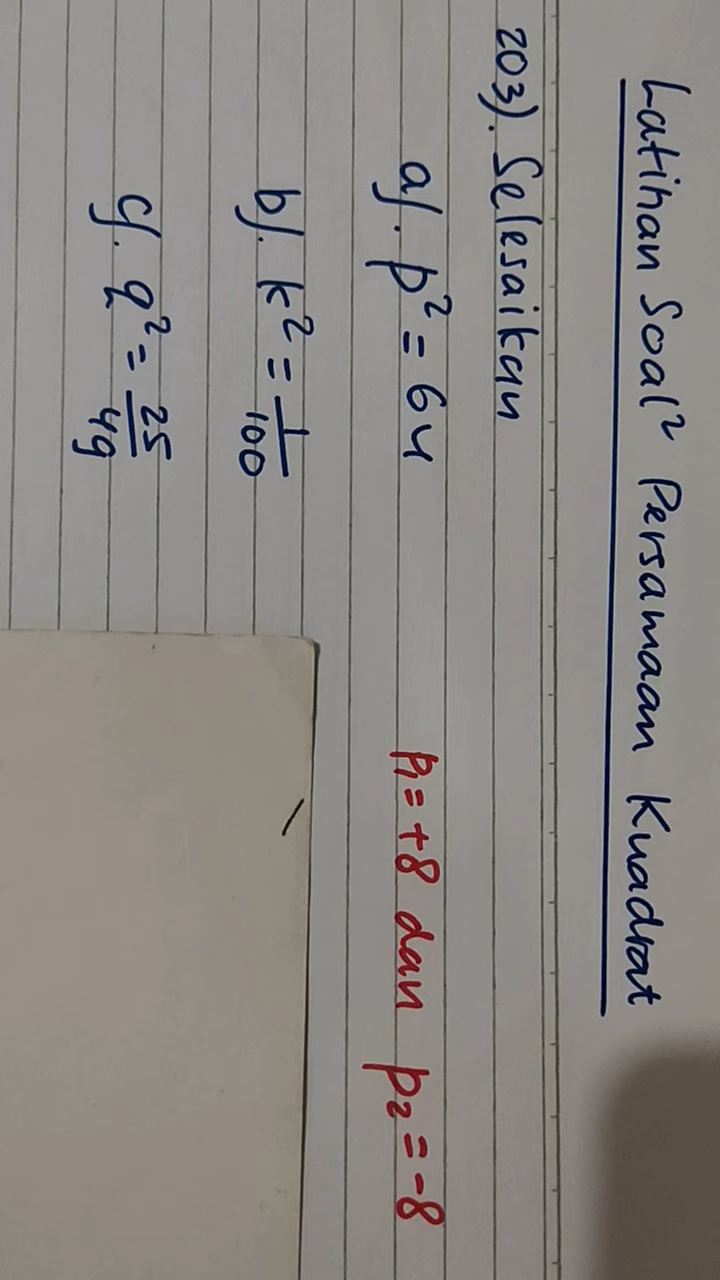 Latihan Soal² Persamaan Kuadrat
203). Selesaikan
a). p² = 64 p₁ = +8 dan p₂ = -8
b). k² = 1/100
c). q² = 25/49